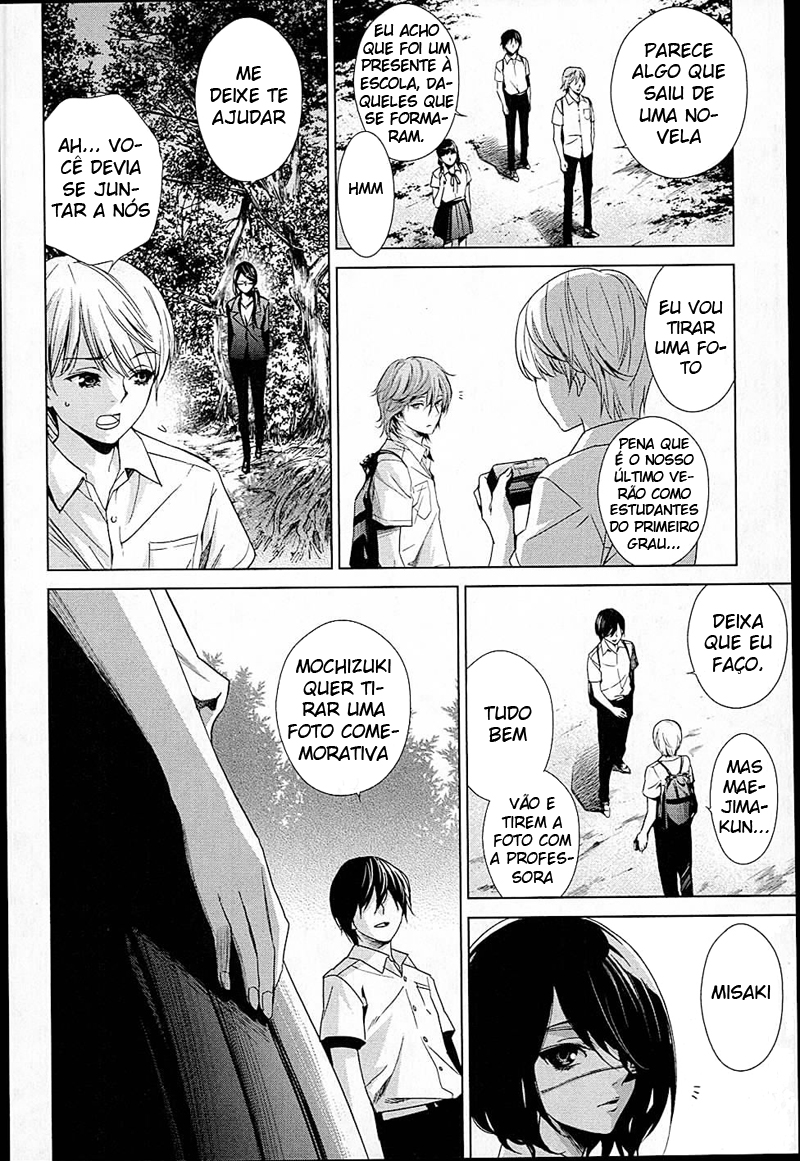 PARECE
ALGO QUE
SAIU DE
UMA NO-
VELA
EU ACHO
QUE FOI UM
PRESENTE À
ESCOLA, DA-
QUELES QUE
SE FORMA-
RAM.
HMM
EU VOU
TIRAR
UMA FO-
TO
PENA QUE
É O NOSSO
ÚLTIMO VE-
RÃO COMO
ESTUDANTES
DO PRIMEIRO
GRAU...
ME
DEIXE TE
AJUDAR
AH... VO-
CÊ DEVIA
SE JUN-
TAR A NÓS
DEIXA
QUE EU
FAÇO.
MAS
MAE-
JIMA-
KUN...
TUDO
BEM
VÃO E
TIREM A
FOTO COM
A PROFES-
SORA
MISAKI
MOCHIZUKI
QUER TI-
RAR UMA
FOTO COME-
MORATIVA